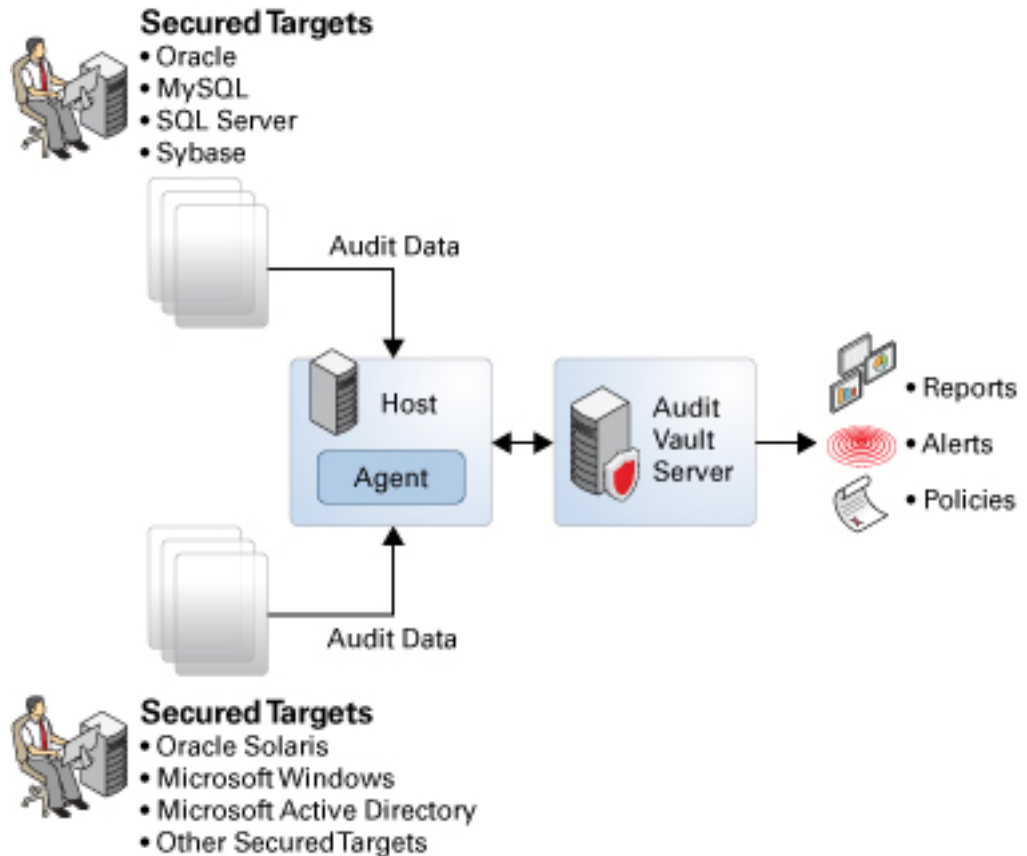 Secured Targets
• Oracle
• MySQL
• SQL Server
• Sybase
Audit Data
Host
Agent
Audit
Vault
Server
• Reports
• Alerts
• Policies
Audit Data
Secured Targets
• Oracle Solaris
• Microsoft Windows
• Microsoft Active Directory
• Other Secured Targets